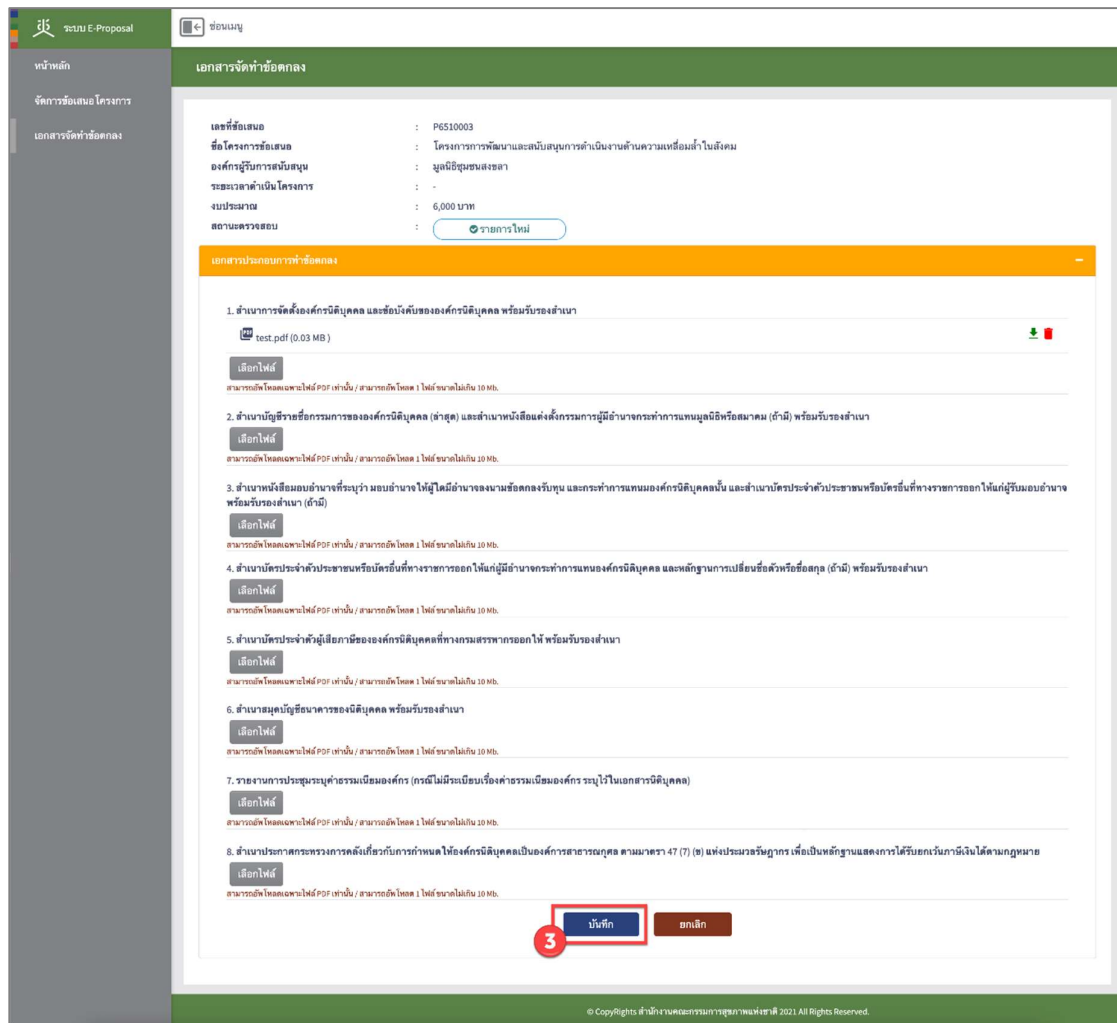 ระบบ E-Proposal
ซ่อนเมนู
หน้าหลัก
จัดการข้อเสนอโครงการ
เอกสารจัดทำข้อตกลง
เอกสารจัดทำข้อตกลง
เลขที่ข้อเสนอ : P6510003
ชื่อโครงการข้อเสนอ : โครงการการพัฒนาและสนับสนุนการดำเนินงานด้านความเหลื่อมล้ำในสังคม
องค์กรผู้รับการสนับสนุน : มูลนิธิชุมชนสงขลา
ระยะเวลาดำเนินโครงการ : -
งบประมาณ : 6,000 บาท
สถานะตรวจสอบ : รายการใหม่
เอกสารประกอบการทำข้อตกลง
1. สำเนาการจัดตั้งองค์กรนิติบุคคล และข้อบังคับขององค์กรนิติบุคคล พร้อมรับรองสำเนา
PDF test.pdf (0.03 MB )
เลือกไฟล์
สามารถอัพโหลดเฉพาะไฟล์ PDF เท่านั้น / สามารถอัพโหลด 1 ไฟล์ ขนาดไม่เกิน 10 Mb.
2. สำเนาบัญชีรายชื่อกรรมการขององค์กรนิติบุคคล (ล่าสุด) และสำเนาหนังสือแต่งตั้งกรรมการผู้มีอำนาจกระทำการแทนมูลนิธิหรือสมาคม (ถ้ามี) พร้อมรับรองสำเนา
เลือกไฟล์
สามารถอัพโหลดเฉพาะไฟล์ PDF เท่านั้น / สามารถอัพโหลด 1 ไฟล์ ขนาดไม่เกิน 10 Mb.
3. สำเนาหนังสือมอบอำนาจที่ระบุว่า มอบอำนาจให้ผู้ใดมีอำนาจลงนามข้อตกลงรับทุน และกระทำการแทนมองค์กรนิติบุคคลนั้น และสำเนาบัตรประจำตัวประชาชนหรือบัตรอื่นที่ทางราชการออกให้แก่ผู้รับมอบอำนาจ
พร้อมรับรองสำเนา (ถ้ามี)
เลือกไฟล์
สามารถอัพโหลดเฉพาะไฟล์ PDF เท่านั้น / สามารถอัพโหลด 1 ไฟล์ ขนาดไม่เกิน 10 Mb.
4. สำเนาบัตรประจำตัวประชาชนหรือบัตรอื่นที่ทางราชการออกให้แก่ผู้มีอำนาจกระทำการแทนองค์กรนิติบุคคล และหลักฐานการเปลี่ยนชื่อตัวหรือชื่อสกุล (ถ้ามี) พร้อมรับรองสำเนา
เลือกไฟล์
สามารถอัพโหลดเฉพาะไฟล์ PDF เท่านั้น / สามารถอัพโหลด 1 ไฟล์ ขนาดไม่เกิน 10 Mb.
5. สำเนาบัตรประจำตัวผู้เสียภาษีขององค์กรนิติบุคคลที่ทางกรมสรรพากรออกให้ พร้อมรับรองสำเนา
เลือกไฟล์
สามารถอัพโหลดเฉพาะไฟล์ PDF เท่านั้น / สามารถอัพโหลด 1 ไฟล์ ขนาดไม่เกิน 10 Mb.
6. สำเนาสมุดบัญชีธนาคารของนิติบุคคล พร้อมรับรองสำเนา
เลือกไฟล์
สามารถอัพโหลดเฉพาะไฟล์ PDF เท่านั้น / สามารถอัพโหลด 1 ไฟล์ ขนาดไม่เกิน 10 Mb.
7. รายงานการประชุมระบุค่าธรรมเนียมองค์กร (กรณีไม่มีระเบียบเรื่องค่าธรรมเนียมองค์กร ระบุไว้ในเอกสารนิติบุคคล)
เลือกไฟล์
สามารถอัพโหลดเฉพาะไฟล์ PDF เท่านั้น / สามารถอัพโหลด 1 ไฟล์ ขนาดไม่เกิน 10 Mb.
8. สำเนาประกาศกระทรวงการคลังเกี่ยวกับการกำหนดให้องค์กรนิติบุคคลเป็นองค์การสาธารณกุศล ตามมาตรา 47 (7) (ข) แห่งประมวลรัษฎากร เพื่อเป็นหลักฐานแสดงการได้รับยกเว้นภาษีเงินได้ตามกฎหมาย
เลือกไฟล์
สามารถอัพโหลดเฉพาะไฟล์ PDF เท่านั้น / สามารถอัพโหลด 1 ไฟล์ ขนาดไม่เกิน 10 Mb.
บันทึก ยกเลิก
3
© CopyRights สำนักงานคณะกรรมการสุขภาพแห่งชาติ 2021 All Rights Reserved.